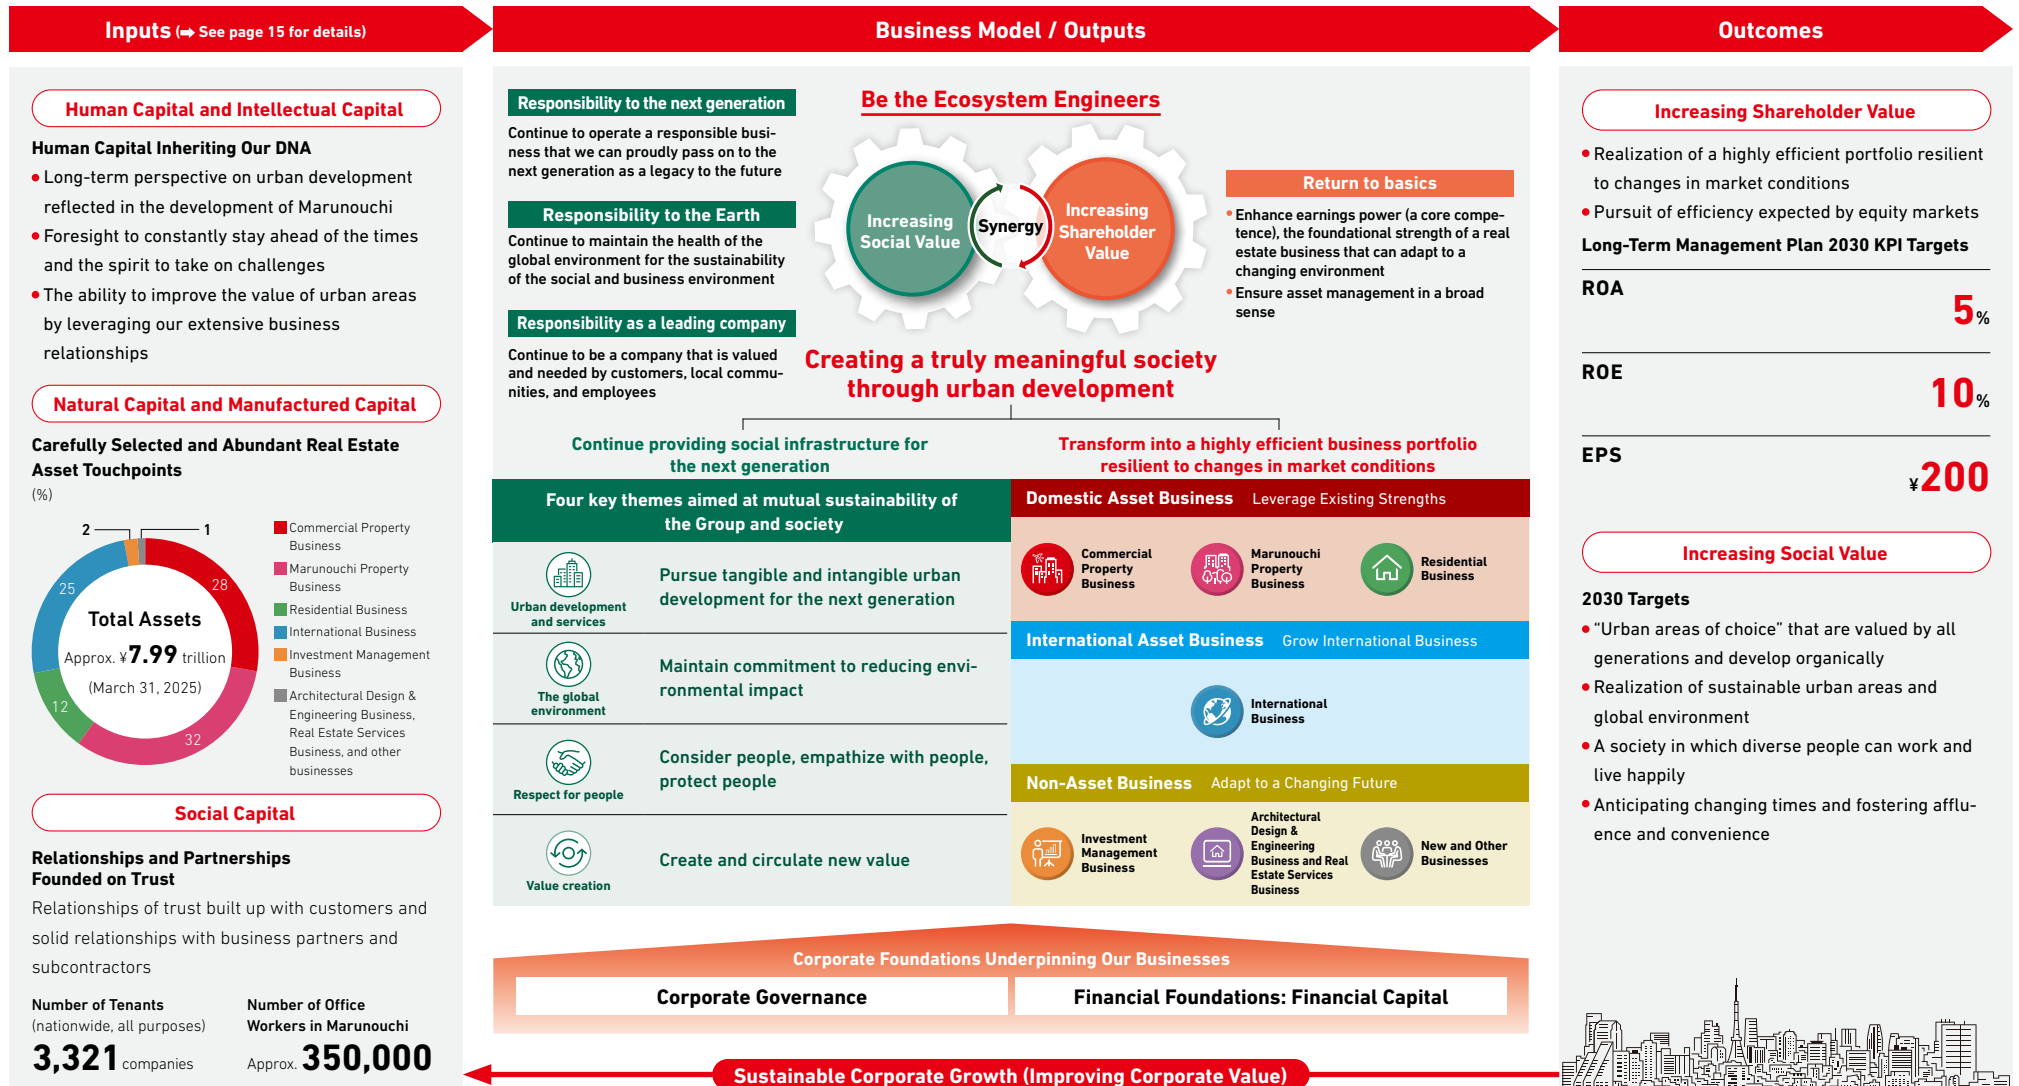 Inputs (➡ See page 15 for details)
Human Capital and Intellectual Capital
Human Capital Inheriting Our DNA
• Long-term perspective on urban development
reflected in the development of Marunouchi
• Foresight to constantly stay ahead of the times
and the spirit to take on challenges
• The ability to improve the value of urban areas
by leveraging our extensive business
relationships
Natural Capital and Manufactured Capital
Carefully Selected and Abundant Real Estate
Asset Touchpoints
(%)
2
1
25
28
12
32
Total Assets
Approx. ¥7.99 trillion
(March 31, 2025)
Commercial Property
Business
Marunouchi Property
Business
Residential Business
International Business
Investment Management
Business
Architectural Design &
Engineering Business,
Real Estate Services
Business, and other
businesses
Social Capital
Relationships and Partnerships
Founded on Trust
Relationships of trust built up with customers and
solid relationships with business partners and
subcontractors
Number of Tenants
(nationwide, all purposes)
3,321 companies
Number of Office
Workers in Marunouchi
Approx. 350,000
Business Model / Outputs
Responsibility to the next generation
Continue to operate a responsible busi-
ness that we can proudly pass on to the
next generation as a legacy to the future
Responsibility to the Earth
Continue to maintain the health of the
global environment for the sustainability
of the social and business environment
Responsibility as a leading company
Continue to be a company that is valued
and needed by customers, local commu-
nities, and employees
Be the Ecosystem Engineers
Increasing
Social Value
Synergy
Increasing
Shareholder
Value
Return to basics
• Enhance earnings power (a core compe-
tence), the foundational strength of a real
estate business that can adapt to a
changing environment
• Ensure asset management in a broad
sense
Creating a truly meaningful society
through urban development
Continue providing social infrastructure for
the next generation
Four key themes aimed at mutual sustainability of
the Group and society
Urban development
and services
Pursue tangible and intangible urban
development for the next generation
The global
environment
Maintain commitment to reducing envi-
ronmental impact
Respect for people
Consider people, empathize with people,
protect people
Value creation
Create and circulate new value
Transform into a highly efficient business portfolio
resilient to changes in market conditions
Domestic Asset Business Leverage Existing Strengths
Commercial
Property
Business
Marunouchi
Property
Business
Residential
Business
International Asset Business Grow International Business
International
Business
Non-Asset Business Adapt to a Changing Future
Investment
Management
Business
Architectural
Design &
Engineering
Business and Real
Estate Services
Business
New and Other
Businesses
Corporate Foundations Underpinning Our Businesses
Corporate Governance
Financial Foundations: Financial Capital
Sustainable Corporate Growth (Improving Corporate Value)
Outcomes
Increasing Shareholder Value
• Realization of a highly efficient portfolio resilient
to changes in market conditions
• Pursuit of efficiency expected by equity markets
Long-Term Management Plan 2030 KPI Targets
ROA
5%
ROE
10%
EPS
¥200
Increasing Social Value
2030 Targets
• “Urban areas of choice” that are valued by all
generations and develop organically
• Realization of sustainable urban areas and
global environment
• A society in which diverse people can work and
live happily
• Anticipating changing times and fostering afflu-
ence and convenience